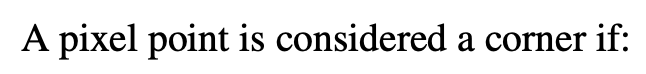 A pixel point is considered a corner if: